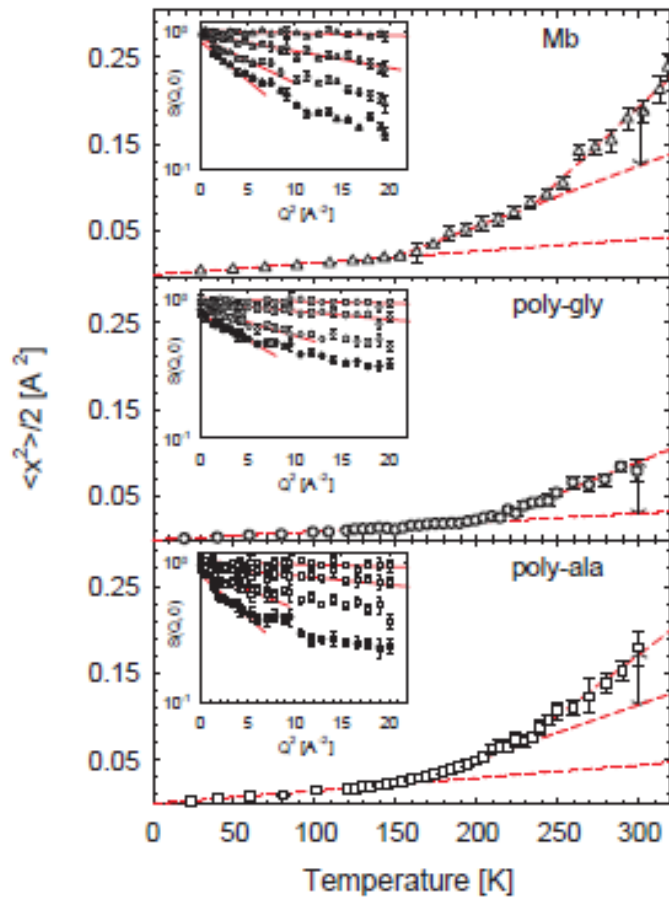 Mb
0.25
0.15
0.05
<x²>/2 [A ²]
10⁰
S(Q,0)
10⁻¹
0 5 10 15 20
Q² [A⁻²]
poly-gly
0.25
0.15
0.05
10⁰
S(Q,0)
10⁻¹
0 5 10 15 20
Q² [A⁻²]
poly-ala
0.25
0.15
0.05
10⁰
S(Q,0)
10⁻¹
0 5 10 15 20
Q² [A⁻²]
0 50 100 150 200 250 300
Temperature [K]